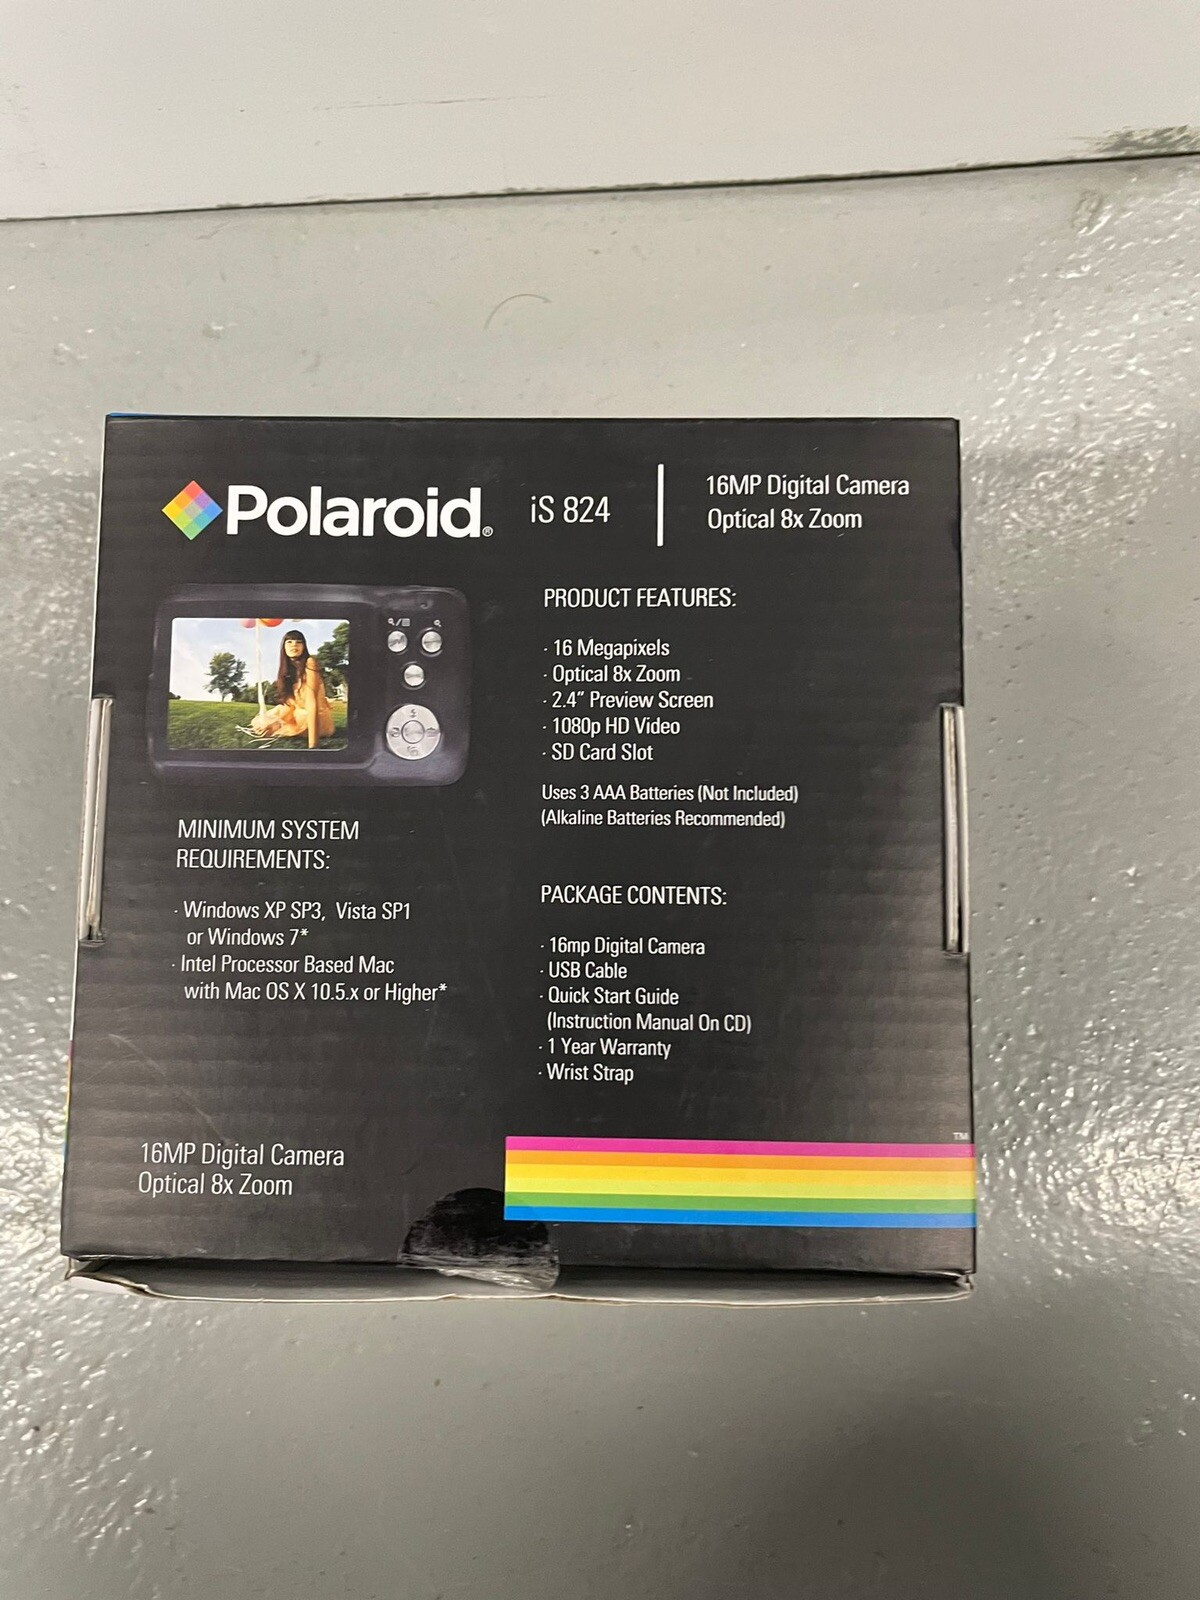 Polaroid®
iS 824
16MP Digital Camera
Optical 8x Zoom
PRODUCT FEATURES:
· 16 Megapixels
· Optical 8x Zoom
· 2.4" Preview Screen
· 1080p HD Video
· SD Card Slot
Uses 3 AAA Batteries (Not Included)
(Alkaline Batteries Recommended)
MINIMUM SYSTEM
REQUIREMENTS:
· Windows XP SP3, Vista SP1
or Windows 7*
· Intel Processor Based Mac
with Mac OS X 10.5.x or Higher*
PACKAGE CONTENTS:
· 16mp Digital Camera
· USB Cable
· Quick Start Guide
(Instruction Manual On CD)
· 1 Year Warranty
· Wrist Strap
16MP Digital Camera
Optical 8x Zoom
TM